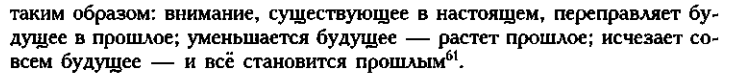 таким образом: внимание, существующее в настоящем, переправляет бу-
дущее в прошлое; уменьшается будущее — растет прошлое; исчезает со-
всем будущее — и всё становится прошлым⁶¹.